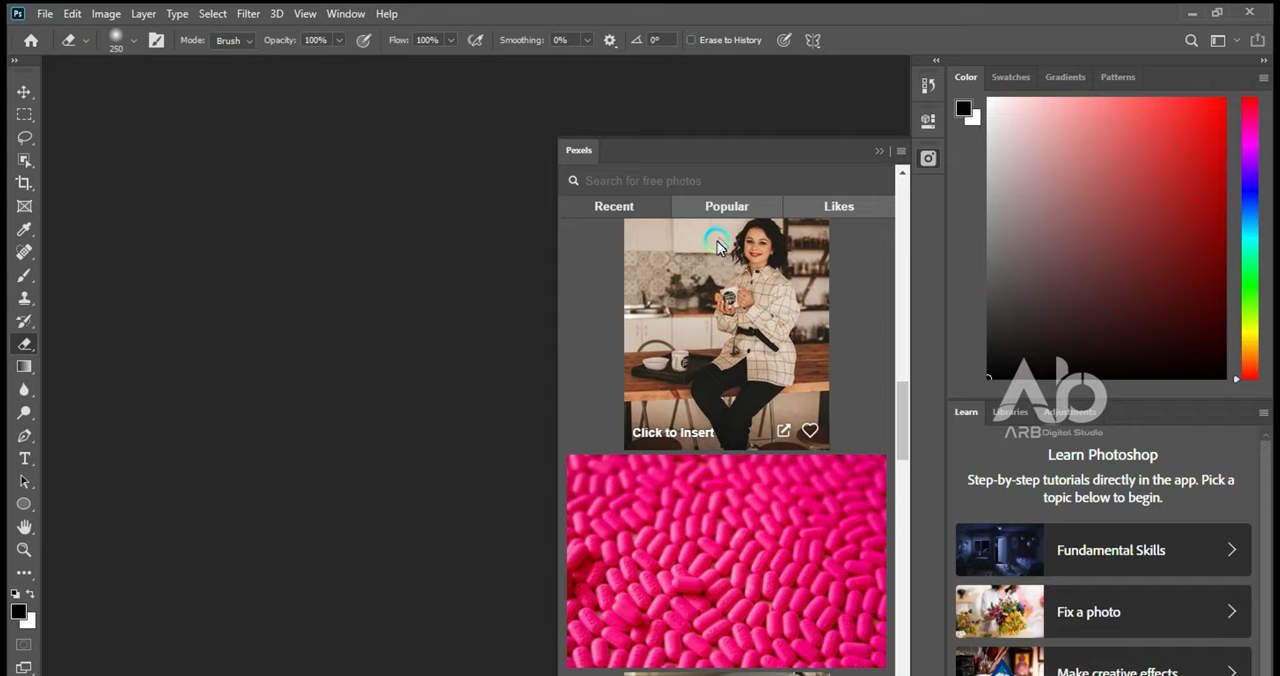 Ps File Edit Image Layer Type Select Filter 3D View Window Help
250 Mode: Brush Opacity: 100% Flow: 100% Smoothing: 0% 0° Erase to History
Pexels
Search for free photos
Recent Popular Likes
Click to Insert
Color Swatches Gradients Patterns
Ab
ARB Digital Studio
Learn Libraries Adjustments
Learn Photoshop
Step-by-step tutorials directly in the app. Pick a
topic below to begin.
Fundamental Skills
Fix a photo
Make creative effects
T